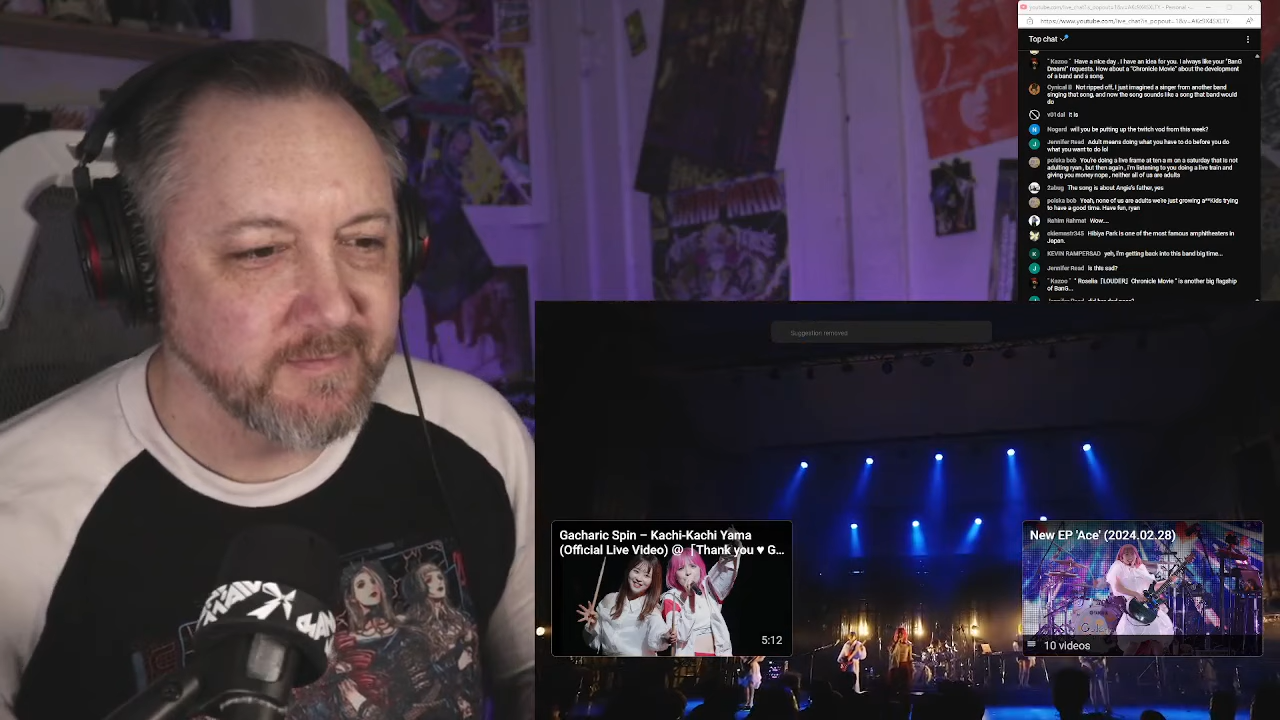 Top chat
" Kazoo " Have a nice day . I have an idea for you. I always like your "BanG
Dream!" requests. How about a "Chronicle Movie" about the development
of a band and a song.
Cynical B Not ripped off, I just imagined a singer from another band
singing that song, and now the song sounds like a song that band would
do
v01dal it is
Nogard will you be putting up the twitch vod from this week?
Jennifer Read Adult means doing what you have to do before you do
what you want to do lol
polska bob You're doing a live frame at ten a m on a saturday that is not
adulting ryan , but then again , i'm listening to you doing a live train and
giving you money nope , neither all of us are adults
2abug The song is about Angie's father, yes
polska bob Yeah, none of us are adults we're just growing a**Kids trying
to have a good time. Have fun, ryan
Rohim Rahmat Wow....
okiemastr345 Hibiya Park is one of the most famous amphitheaters in
Japan.
KEVIN RAMPERSAD yeh, i'm getting back into this band big time...
Jennifer Read is this sad?
" Kazoo " " Roselia「LOUDER」Chronicle Movie " is another big flagship
of BanG...
Suggestion removed
BAND-MAID
Gacharic Spin – Kachi-Kachi Yama
(Official Live Video) @「Thank you ♥ G...
5:12
New EP 'Ace' (2024.02.28)
10 videos